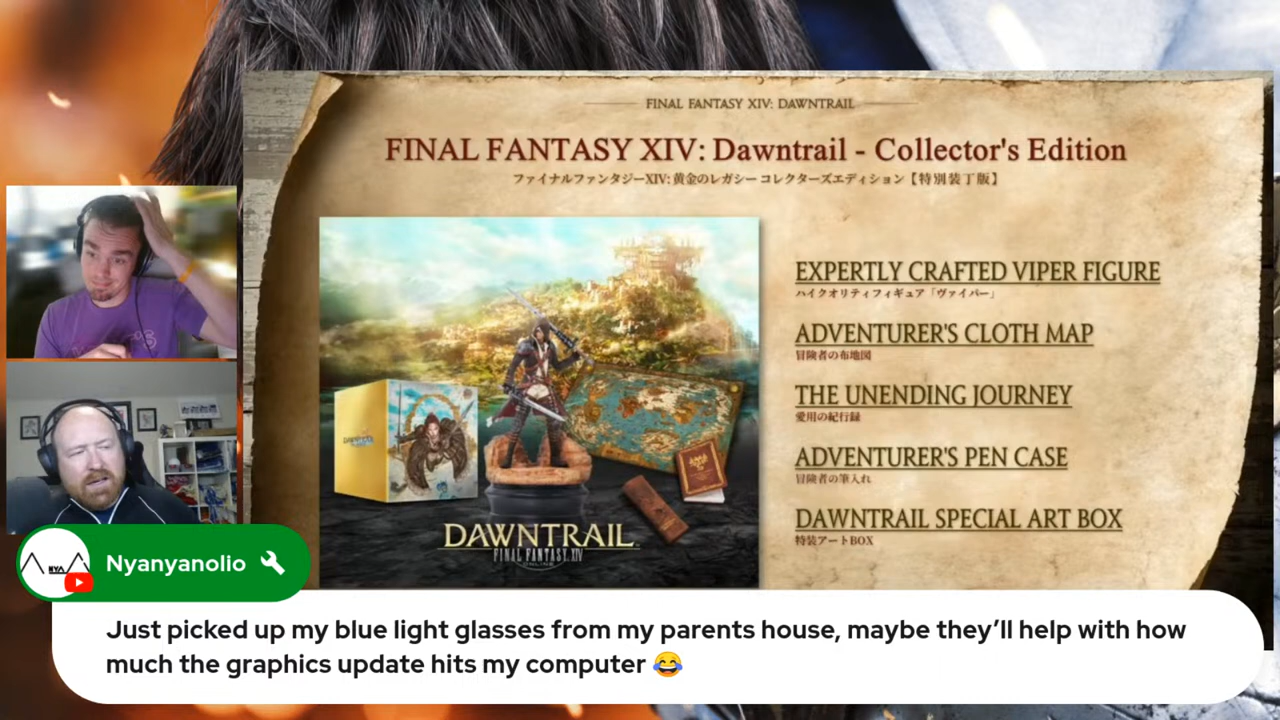 FINAL FANTASY XIV: DAWNTRAIL
FINAL FANTASY XIV: Dawntrail - Collector's Edition
ファイナルファンタジーXIV: 黄金のレガシー コレクターズエディション【特別装丁版】
EXPERTLY CRAFTED VIPER FIGURE
ハイクオリティフィギュア「ヴァイパー」
ADVENTURER'S CLOTH MAP
冒険者の布地図
THE UNENDING JOURNEY
愛用の紀行録
ADVENTURER'S PEN CASE
冒険者の筆入れ
DAWNTRAIL SPECIAL ART BOX
特装アートBOX
DAWNTRAIL
FINAL FANTASY XIV
ONLINE
NYA
Nyanyanolio
Just picked up my blue light glasses from my parents house, maybe they’ll help with how
much the graphics update hits my computer 😂